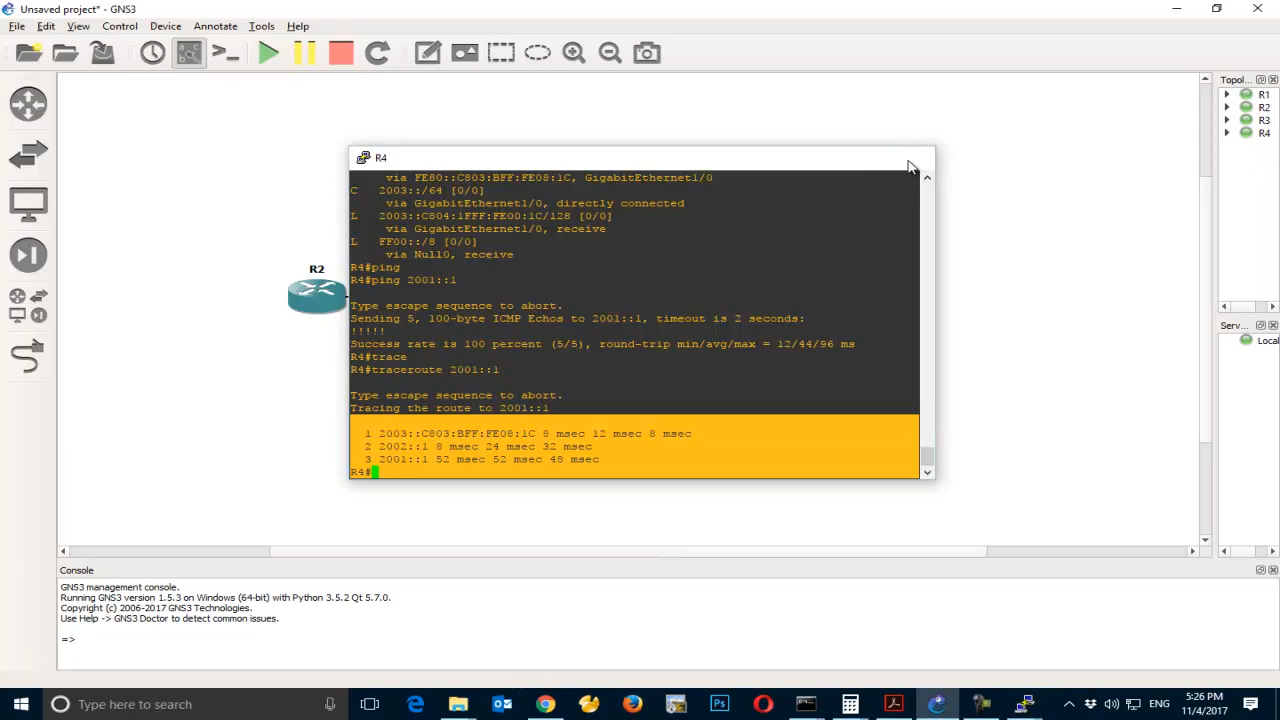 Unsaved project* - GNS3
File Edit View Control Device Annotate Tools Help
Topol...
R1
R2
R3
R4
R2
Serv...
Local
R4
via FE80::C803:BFF:FE08:1C, GigabitEthernet1/0
C 2003::/64 [0/0]
via GigabitEthernet1/0, directly connected
L 2003::C804:1FFF:FE00:1C/128 [0/0]
via GigabitEthernet1/0, receive
L FF00::/8 [0/0]
via Null0, receive
R4#ping
R4#ping 2001::1
Type escape sequence to abort.
Sending 5, 100-byte ICMP Echos to 2001::1, timeout is 2 seconds:
!!!!!
Success rate is 100 percent (5/5), round-trip min/avg/max = 12/44/96 ms
R4#trace
R4#traceroute 2001::1
Type escape sequence to abort.
Tracing the route to 2001::1
1 2003::C803:BFF:FE08:1C 8 msec 12 msec 8 msec
2 2002::1 8 msec 24 msec 32 msec
3 2001::1 52 msec 52 msec 48 msec
R4#
Console
GNS3 management console.
Running GNS3 version 1.5.3 on Windows (64-bit) with Python 3.5.2 Qt 5.7.0.
Copyright (c) 2006-2017 GNS3 Technologies.
Use Help -> GNS3 Doctor to detect common issues.
=>
Type here to search
Ps
ENG
5:26 PM
11/4/2017